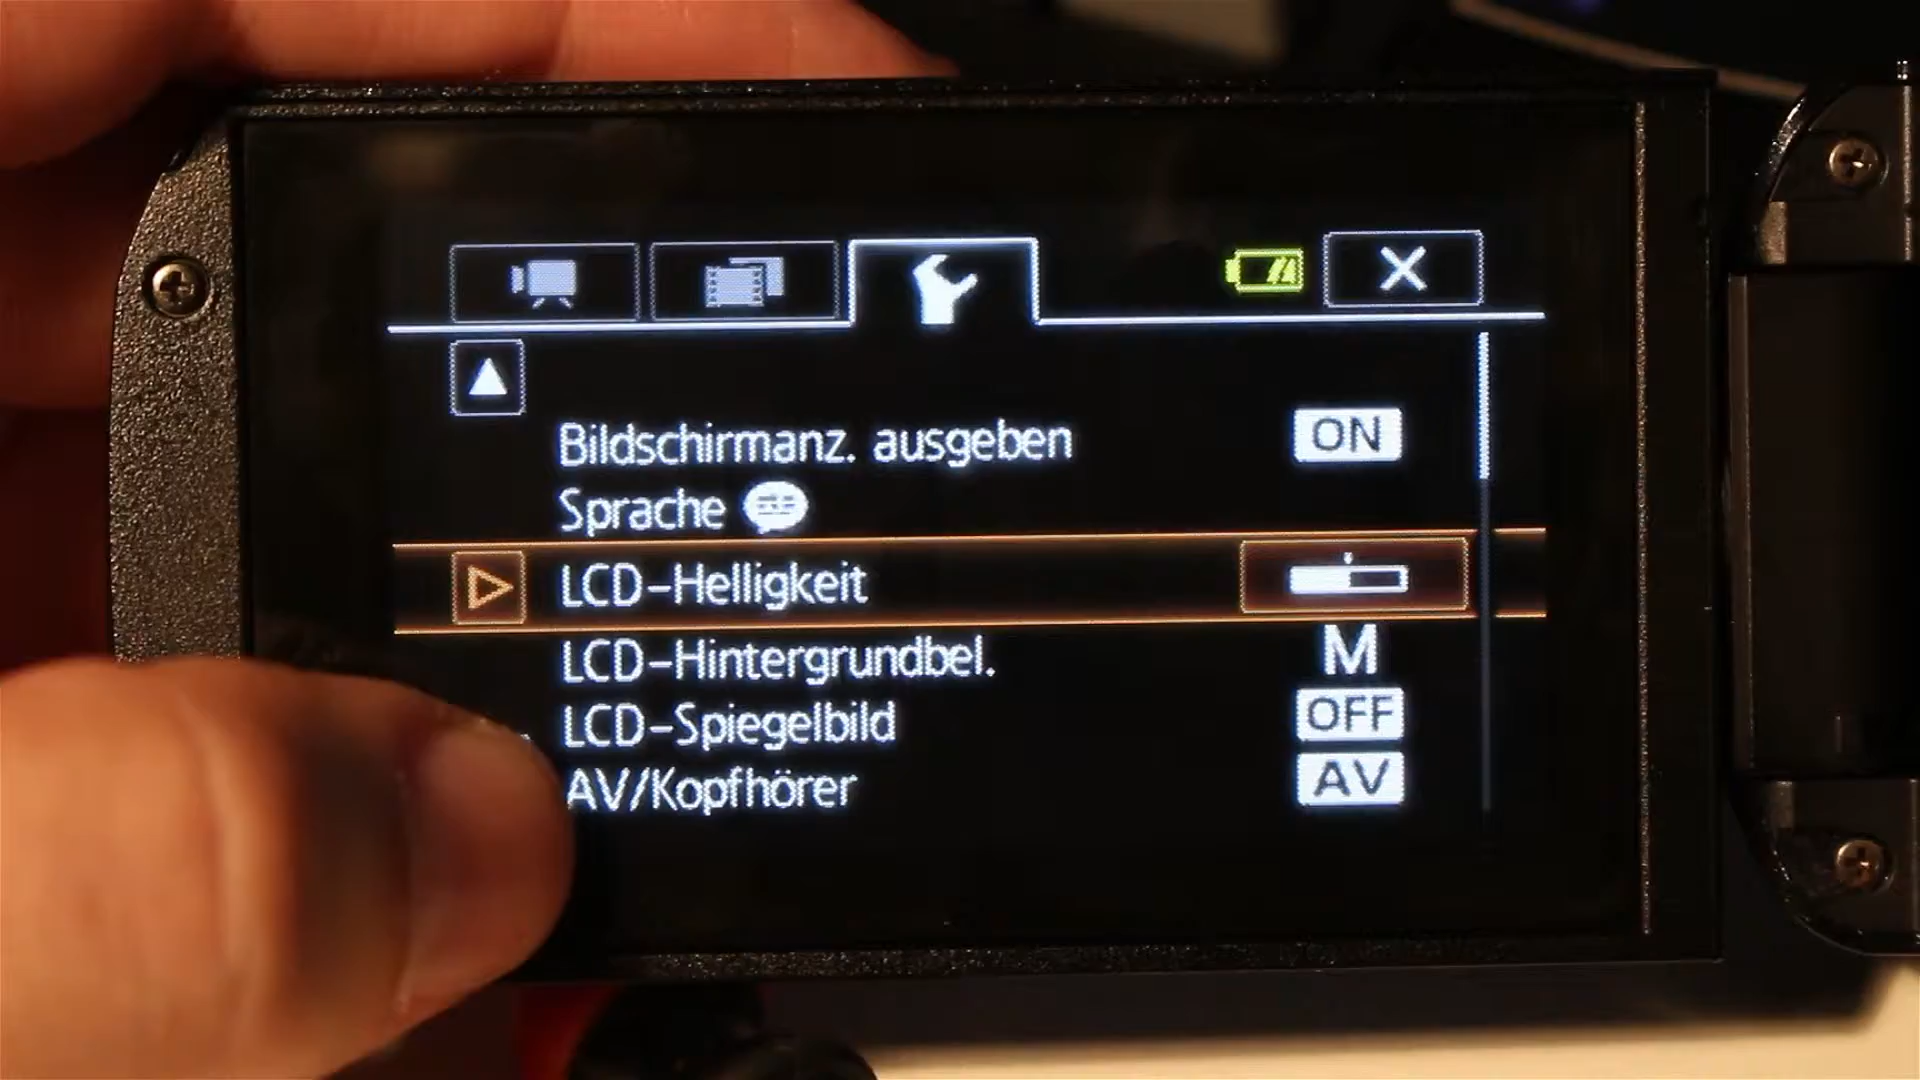 Bildschirmanz. ausgeben ON
Sprache
LCD-Helligkeit
LCD-Hintergrundbel. M
LCD-Spiegelbild OFF
AV/Kopfhörer AV